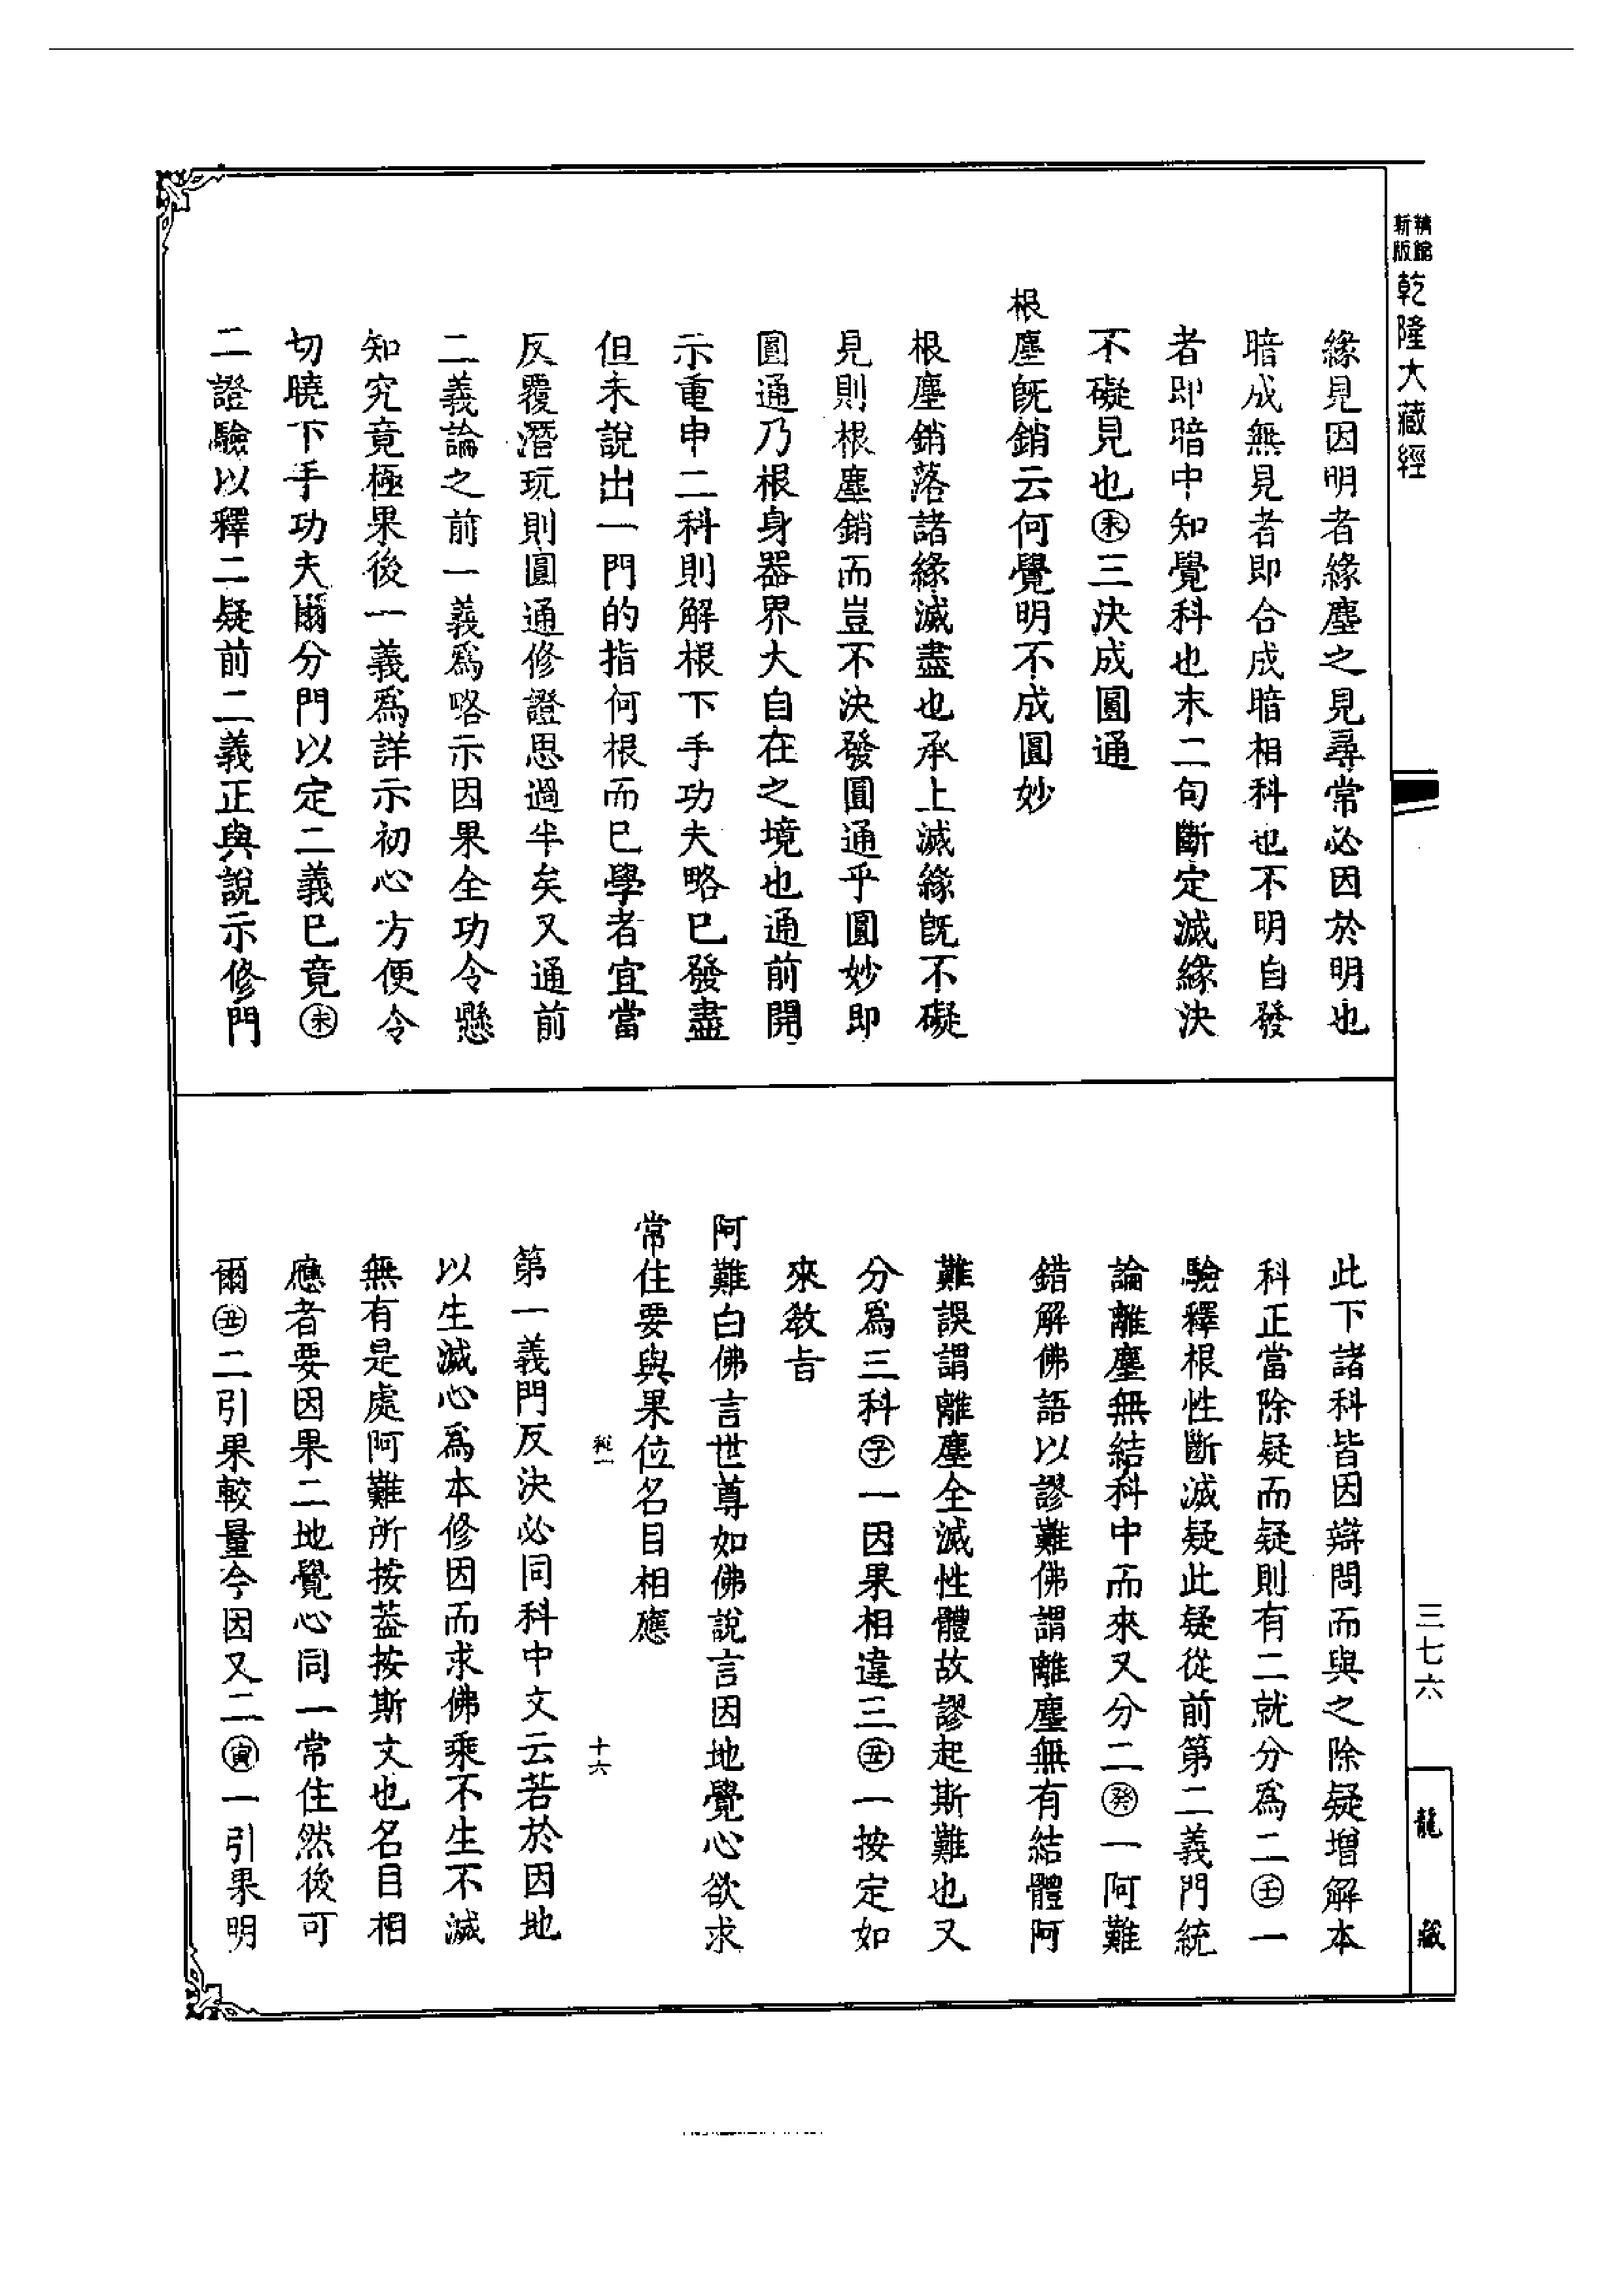 新版精縮
乾隆大藏經
緣見因明者緣塵之見尋常必因於明也
暗成無見者即合成暗相科也不明自發
者即暗中知覺科也末二句斷定滅緣決
不礙見也㊍三決成圓通
根塵既銷云何覺明不成圓妙
根塵銷落諸緣滅盡也承上滅緣既不礙
見則根塵銷而豈不決發圓通乎圓妙即
圓通乃根身器界大自在之境也通前開
示重申二科則解根下手功夫略已發盡
但未說出一門的指何根而已學者宜當
反覆潛玩則圓通修證思過半矣又通前
二義論之前一義為略示因果全功令懸
知究竟極果後一義為詳示初心方便令
切曉下手功夫爾分門以定二義已竟㊍
二證驗以釋二疑前二義正與說示修門
此下諸科皆因辯問而與之除疑增解本
科正當除疑而疑則有二就分為二㊛一
驗釋根性斷滅疑此疑從前第二義門統
論離塵無結科中而來又分二㊛一阿難
錯解佛語以謬難佛謂離塵無有結體阿
難誤謂離塵全滅性體故謬起斯難也又
分為三科㊛一因果相違三㊛一按定如
來教旨
阿難白佛言世尊如佛說言因地覺心欲求
常住要與果位名目相應
十六
第一義門反決必同科中文云若於因地
以生滅心為本修因而求佛乘不生不滅
無有是處阿難所按葢按斯文也名目相
應者要因果二地覺心同一常住然後可
爾㊛二引果較量今因又二㊛一引果明
三七六
龍藏